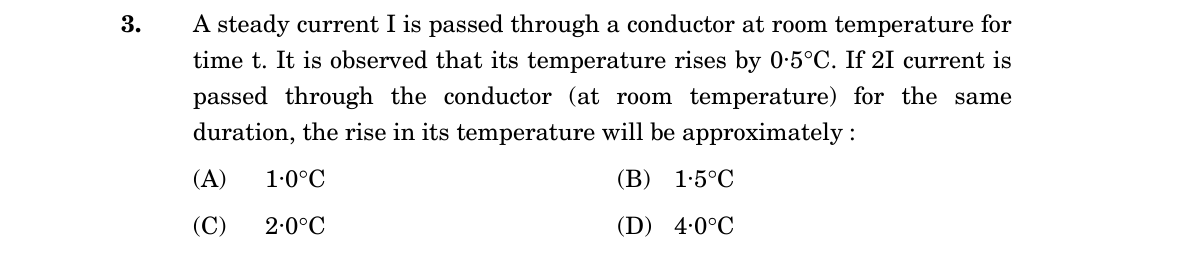 3. A steady current I is passed through a conductor at room temperature for
time t. It is observed that its temperature rises by 0·5°C. If 2I current is
passed through the conductor (at room temperature) for the same
duration, the rise in its temperature will be approximately :
(A) 1·0°C (B) 1·5°C
(C) 2·0°C (D) 4·0°C